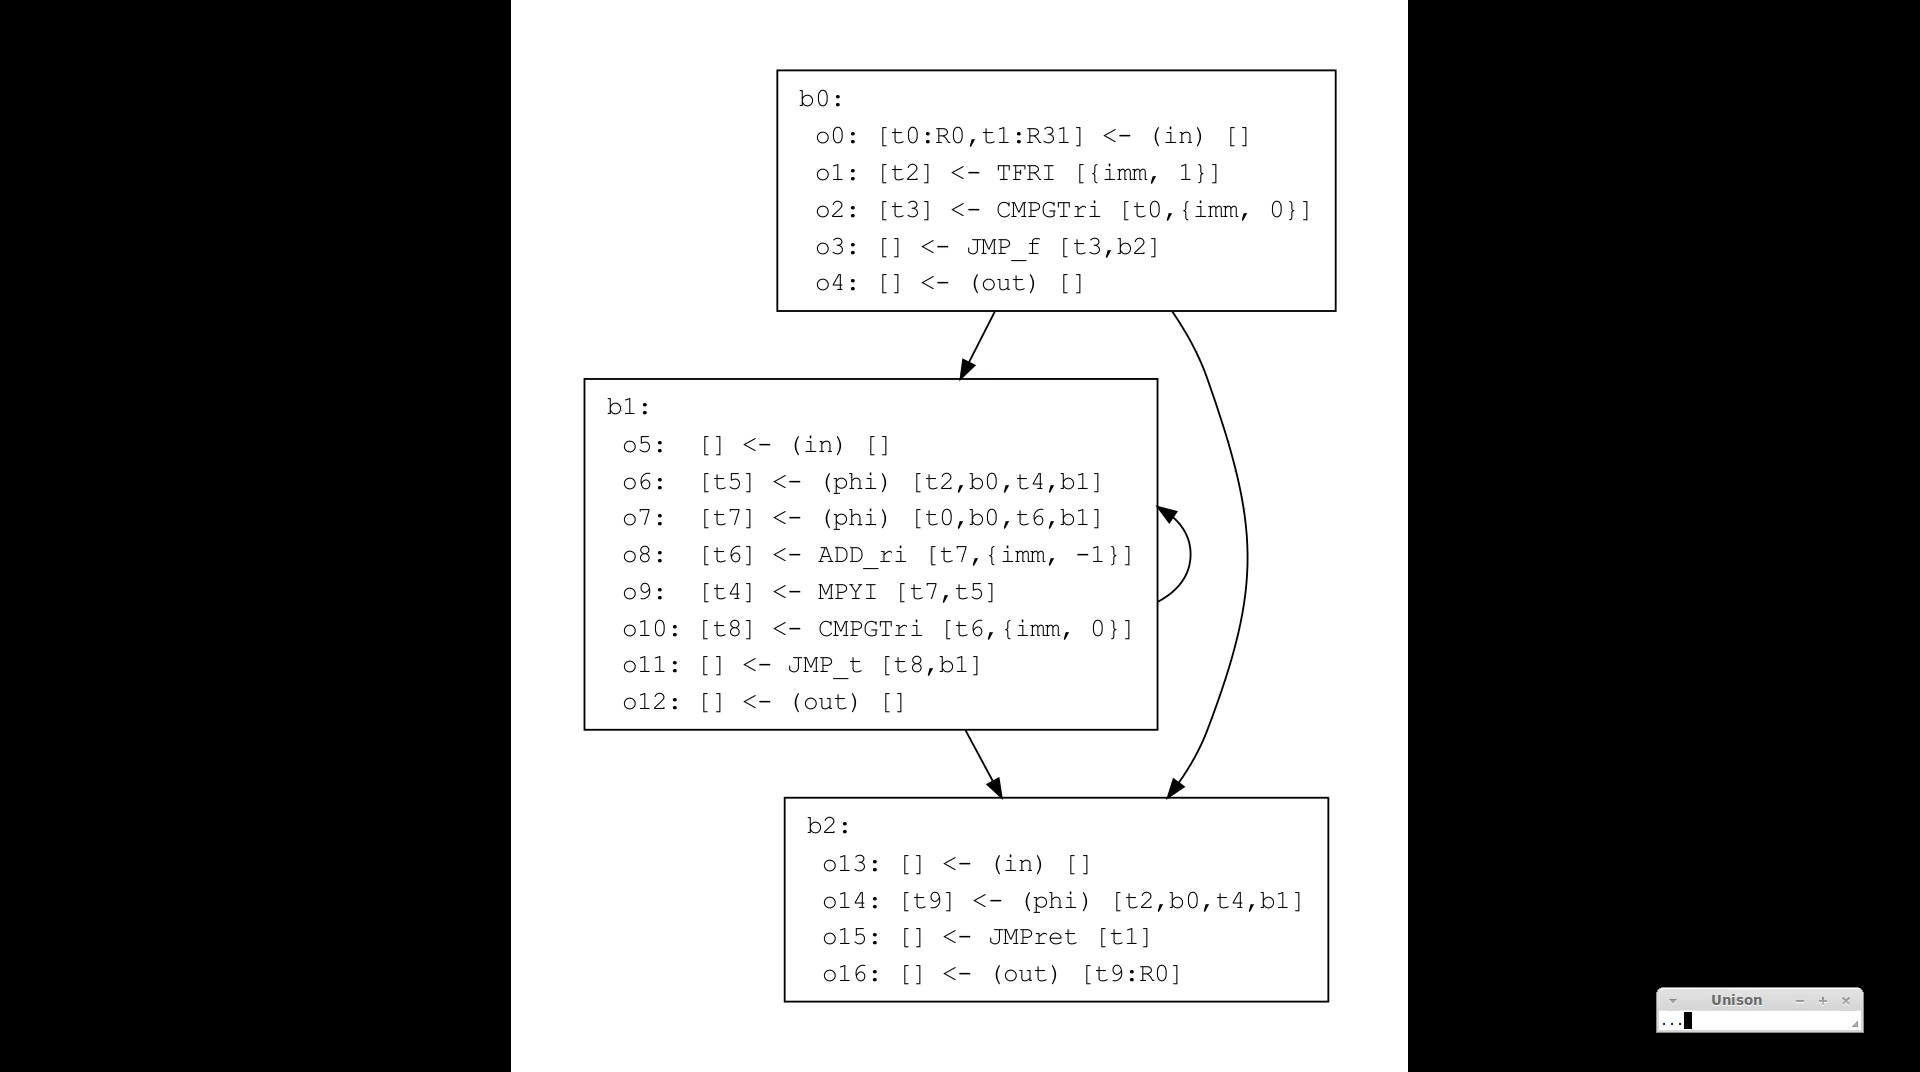 b0:
o0: [t0:R0,t1:R31] <- (in) []
o1: [t2] <- TFRI [{imm, 1}]
o2: [t3] <- CMPGTri [t0,{imm, 0}]
o3: [] <- JMP_f [t3,b2]
o4: [] <- (out) []
b1:
o5: [] <- (in) []
o6: [t5] <- (phi) [t2,b0,t4,b1]
o7: [t7] <- (phi) [t0,b0,t6,b1]
o8: [t6] <- ADD_ri [t7,{imm, -1}]
o9: [t4] <- MPYI [t7,t5]
o10: [t8] <- CMPGTri [t6,{imm, 0}]
o11: [] <- JMP_t [t8,b1]
o12: [] <- (out) []
b2:
o13: [] <- (in) []
o14: [t9] <- (phi) [t2,b0,t4,b1]
o15: [] <- JMPret [t1]
o16: [] <- (out) [t9:R0]
Unison
...